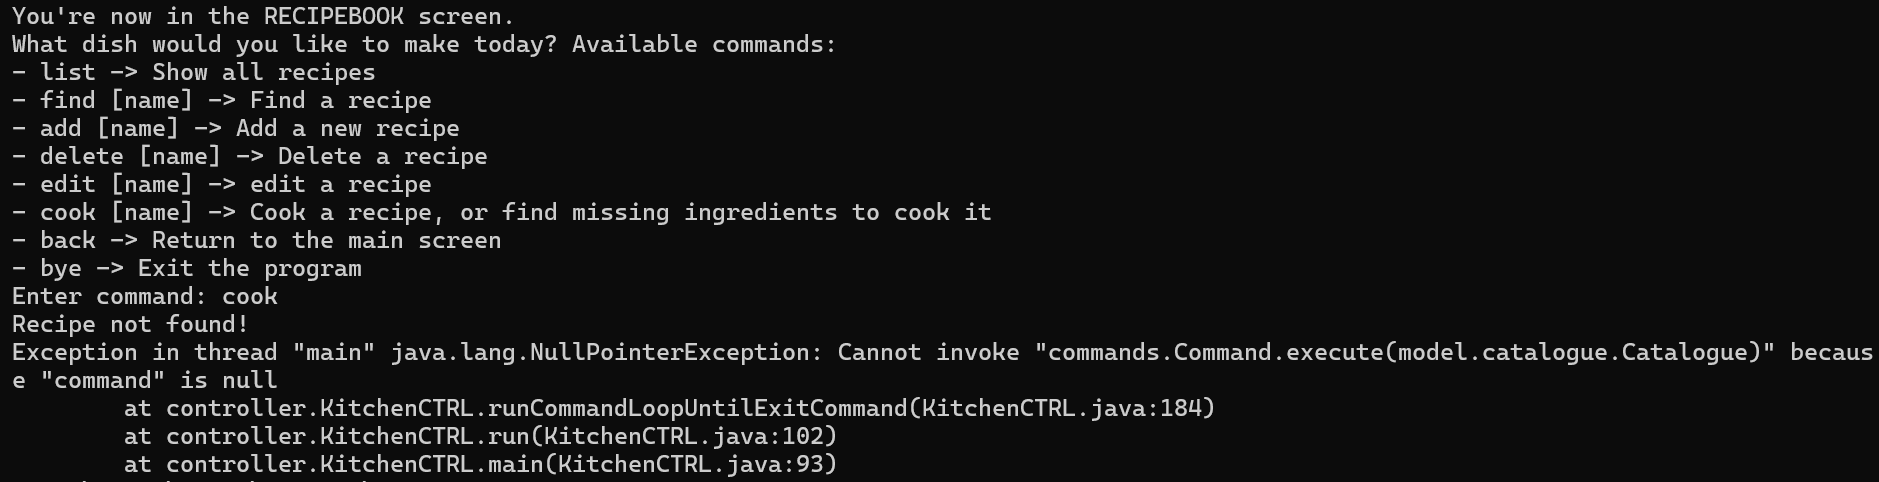 You're now in the RECIPEBOOK screen.
What dish would you like to make today? Available commands:
- list -> Show all recipes
- find [name] -> Find a recipe
- add [name] -> Add a new recipe
- delete [name] -> Delete a recipe
- edit [name] -> edit a recipe
- cook [name] -> Cook a recipe, or find missing ingredients to cook it
- back -> Return to the main screen
- bye -> Exit the program
Enter command: cook
Recipe not found!
Exception in thread "main" java.lang.NullPointerException: Cannot invoke "commands.Command.execute(model.catalogue.Catalogue)" becaus
e "command" is null
        at controller.KitchenCTRL.runCommandLoopUntilExitCommand(KitchenCTRL.java:184)
        at controller.KitchenCTRL.run(KitchenCTRL.java:102)
        at controller.KitchenCTRL.main(KitchenCTRL.java:93)